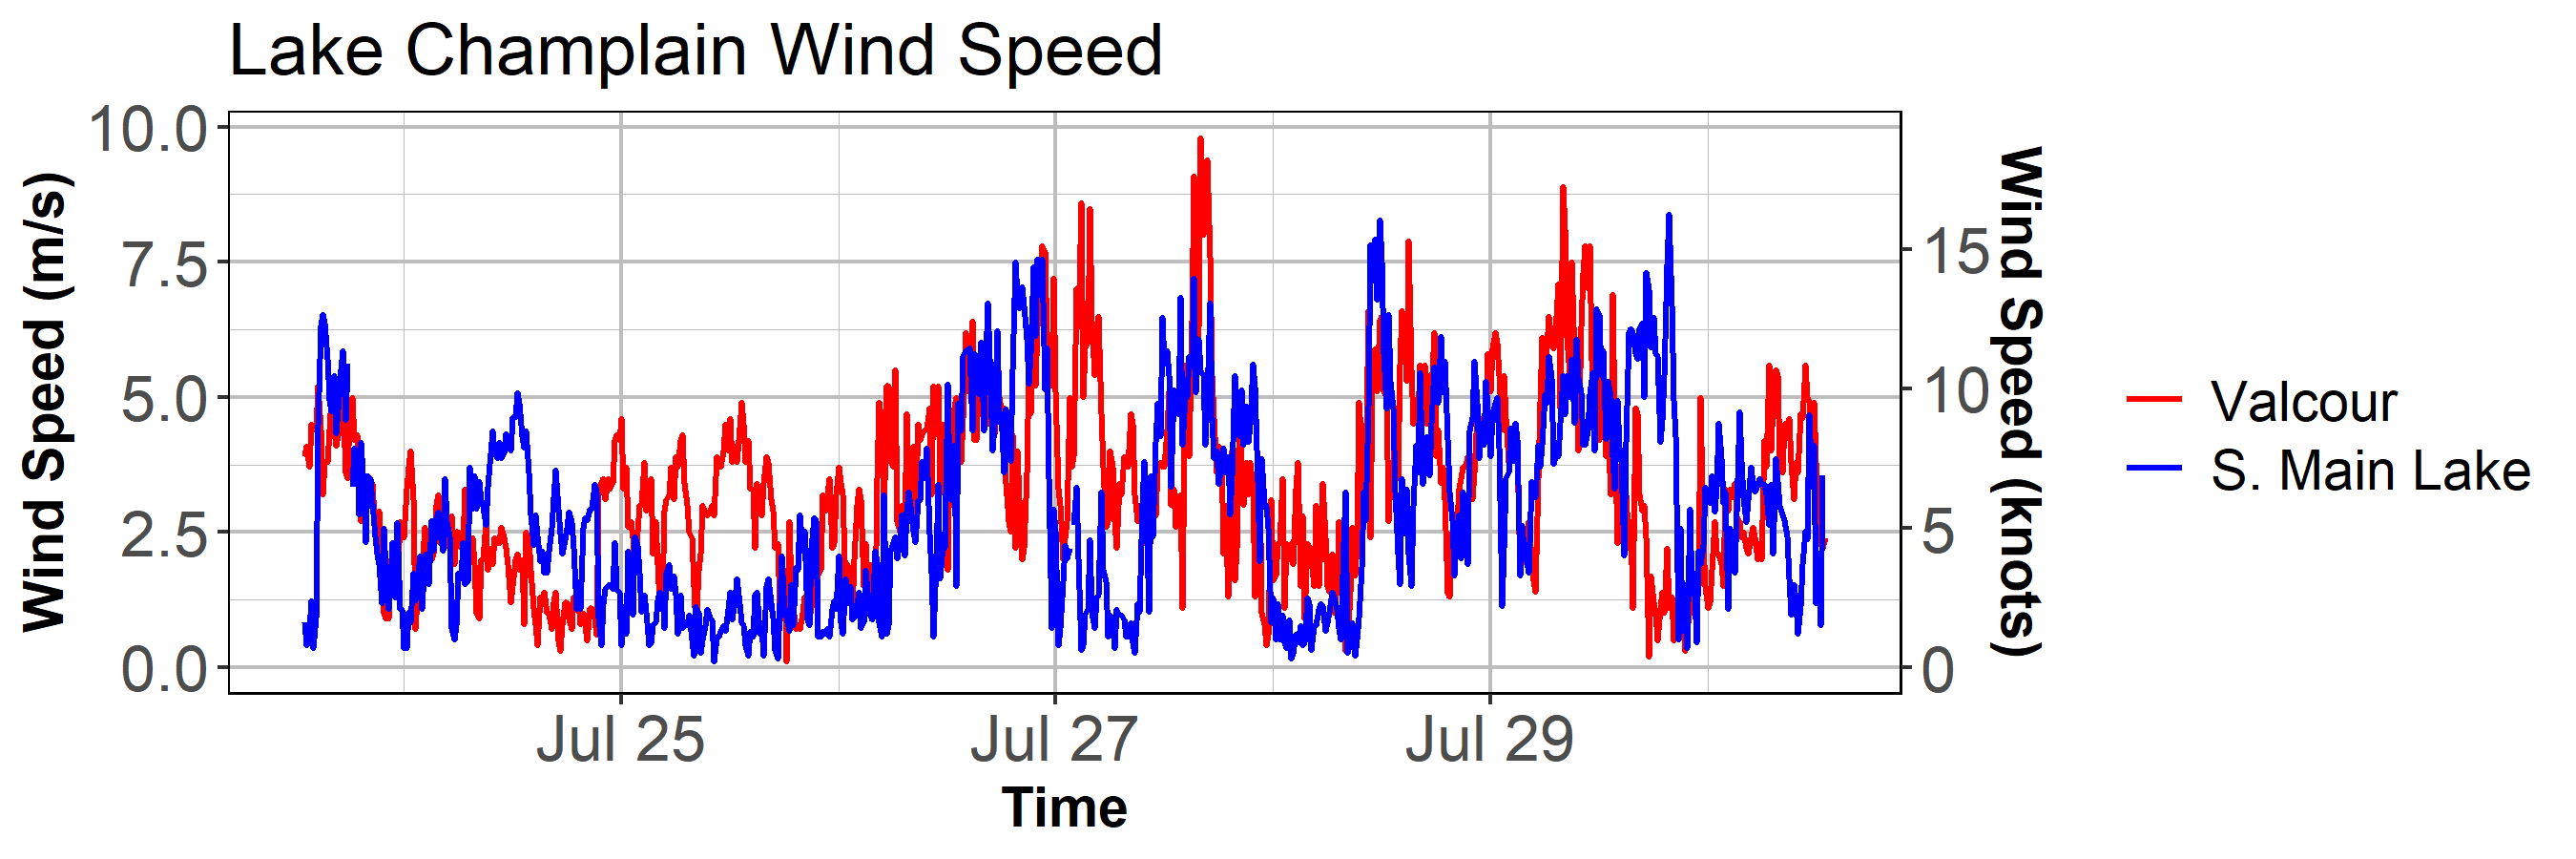 Lake Champlain Wind Speed
Wind Speed (m/s)
10.0
7.5
5.0
2.5
0.0
Jul 25
Jul 27
Jul 29
Time
15
10
5
0
Wind Speed (knots)
Valcour
S. Main Lake